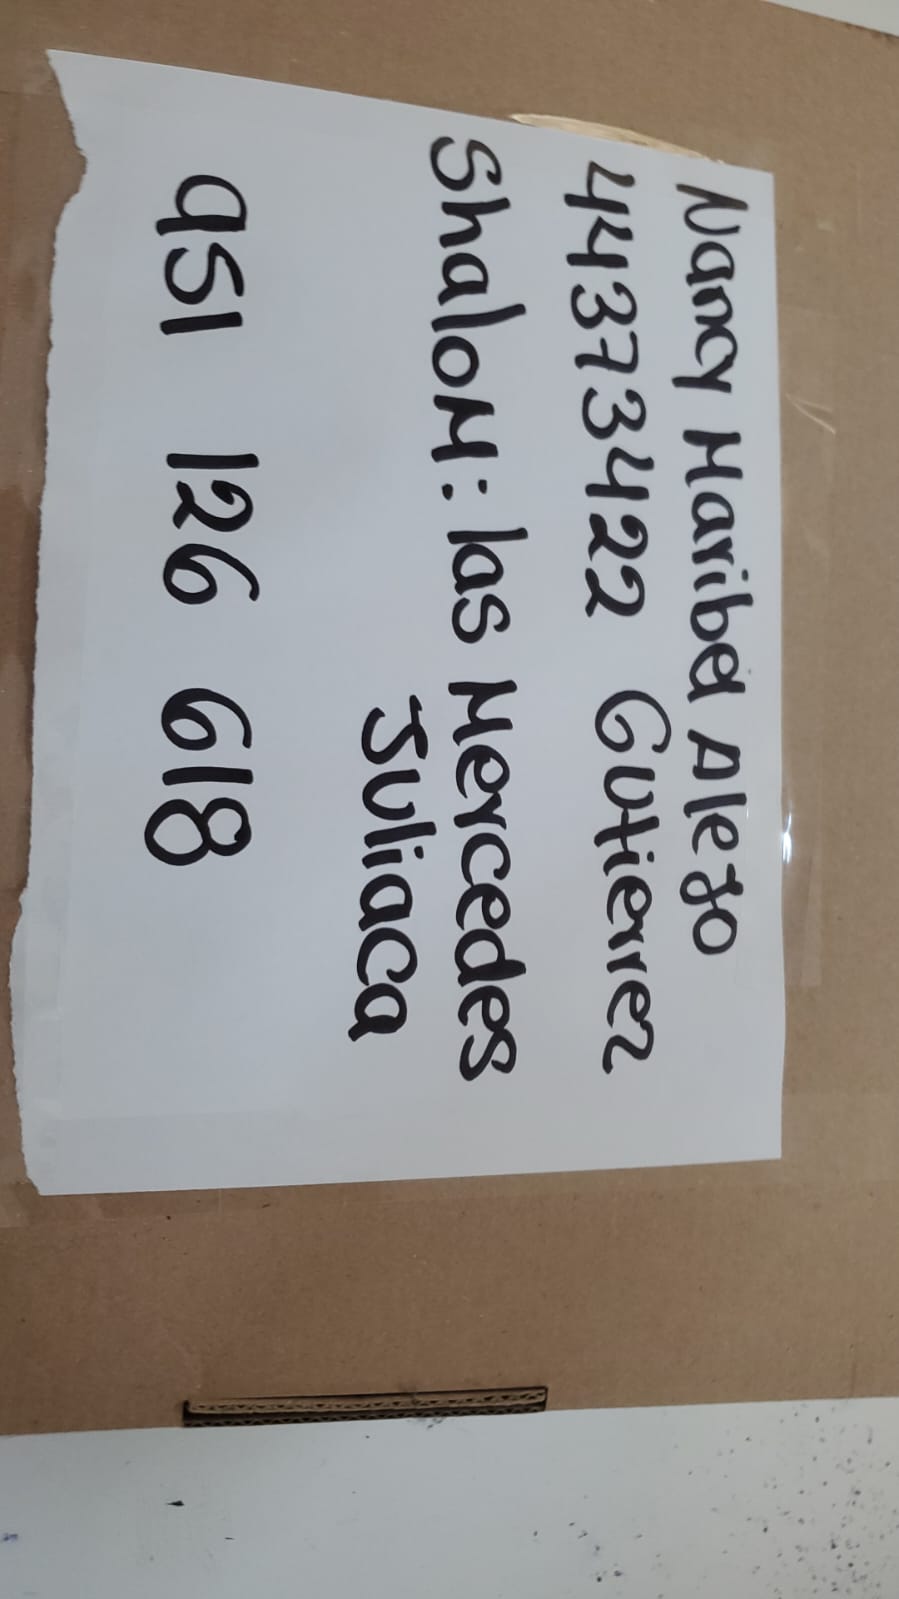 Nancy Maribel Alejo
44373422 Gutierrez
Shalom: las Mercedes
Juliaca
951 126 618